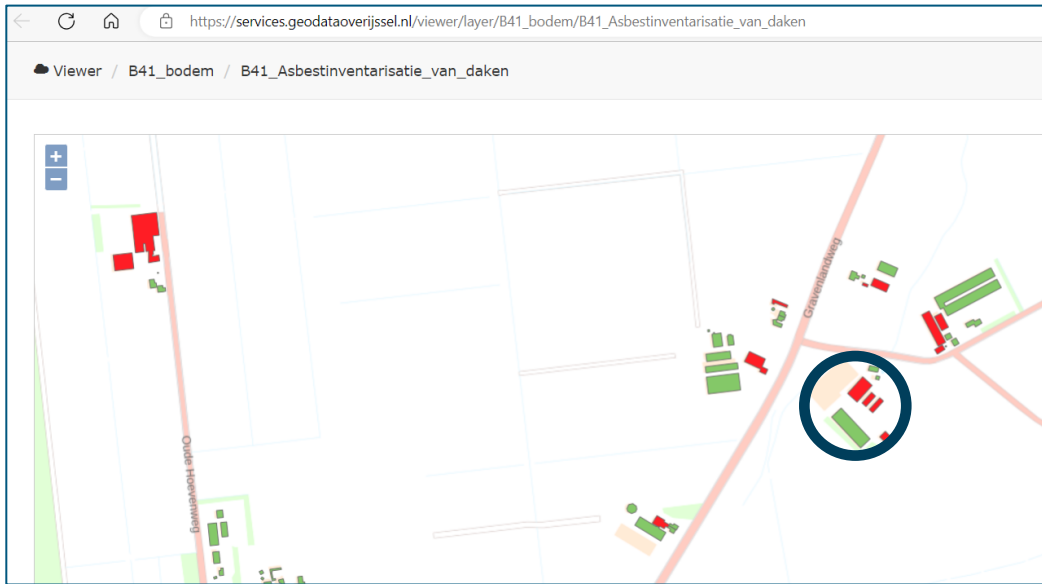 https://services.geodataoverijssel.nl/viewer/layer/B41_bodem/B41_Asbestinventarisatie_van_daken
Viewer / B41_bodem / B41_Asbestinventarisatie_van_daken
+
−
Gravenlandweg
Oude Hoevenweg